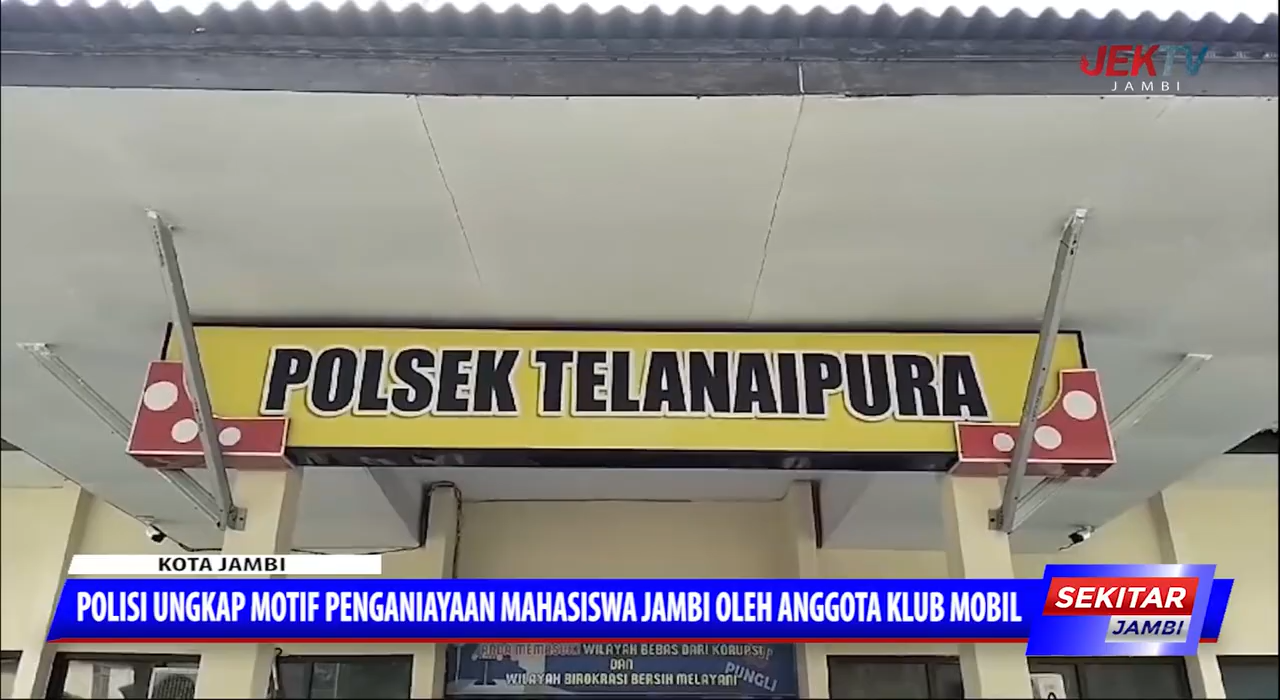 JEKTV
JAMBI
POLSEK TELANAIPURA
KOTA JAMBI
POLISI UNGKAP MOTIF PENGANIAYAAN MAHASISWA JAMBI OLEH ANGGOTA KLUB MOBIL
SEKITAR
JAMBI
WILAYAH BEBAS DARI KORUPSI
DAN
WILAYAH BIROKRASI BERSIH MELAYANI
PUNGLI